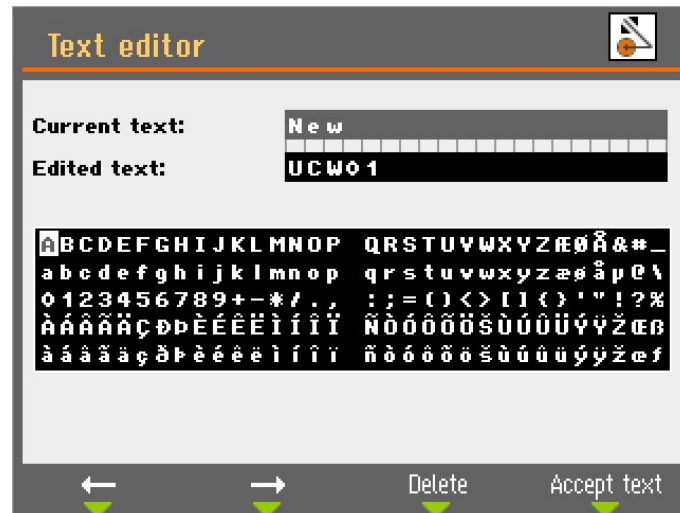 Text editor
Current text: New
Edited text: UCW01
ABCDEFGHIJKLMNOP QRSTUVWXYZÆØÅ&#_
abcdefghijklmnop qrstuvwxyzæøåµ@\
0123456789+-*/., :;=()<>[]{}'"!?%
ÀÁÂÃÄÇÐÞÈÉÊËÌÍÎÏ ÑÒÓÔÕÖŠÙÚÛÜÝŸŽŒß
àáâãäçðÞèéêëìíîï ñòóôõöšùúûüýÿžœƒ
← → Delete Accept text